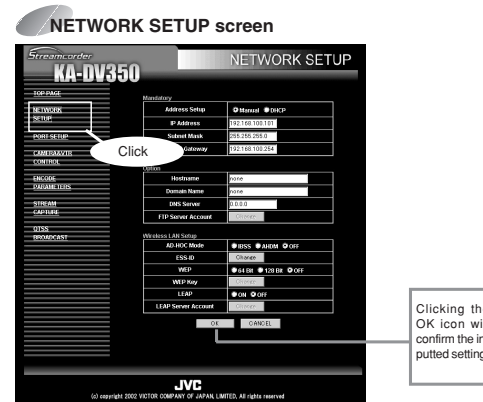 NETWORK SETUP screen
Streamcorder
KA-DV350
NETWORK SETUP
TOP PAGE
NETWORK
SETUP
PORT SETUP
CAMERA&VTR
CONTROL
ENCODE
PARAMETERS
STREAM
CAPTURE
QTSS
BROADCAST
Click
Mandatory
Address Setup Manual DHCP
IP Address 192.168.100.101
Subnet Mask 255.255.255.0
Gateway 192.168.100.254
Option
Hostname none
Domain Name none
DNS Server 0.0.0.0
FTP Server Account Change
Wireless LAN Setup
AD-HOC Mode IBSS AHDM OFF
ESS-ID Change
WEP 64 Bit 128 Bit OFF
WEP Key Change
LEAP ON OFF
LEAP Server Account Change
OK CANCEL
Clicking th
OK icon wi
confirm the in
putted setting
JVC
(c) copyright 2002 VICTOR COMPANY OF JAPAN, LIMITED, All rights reserved